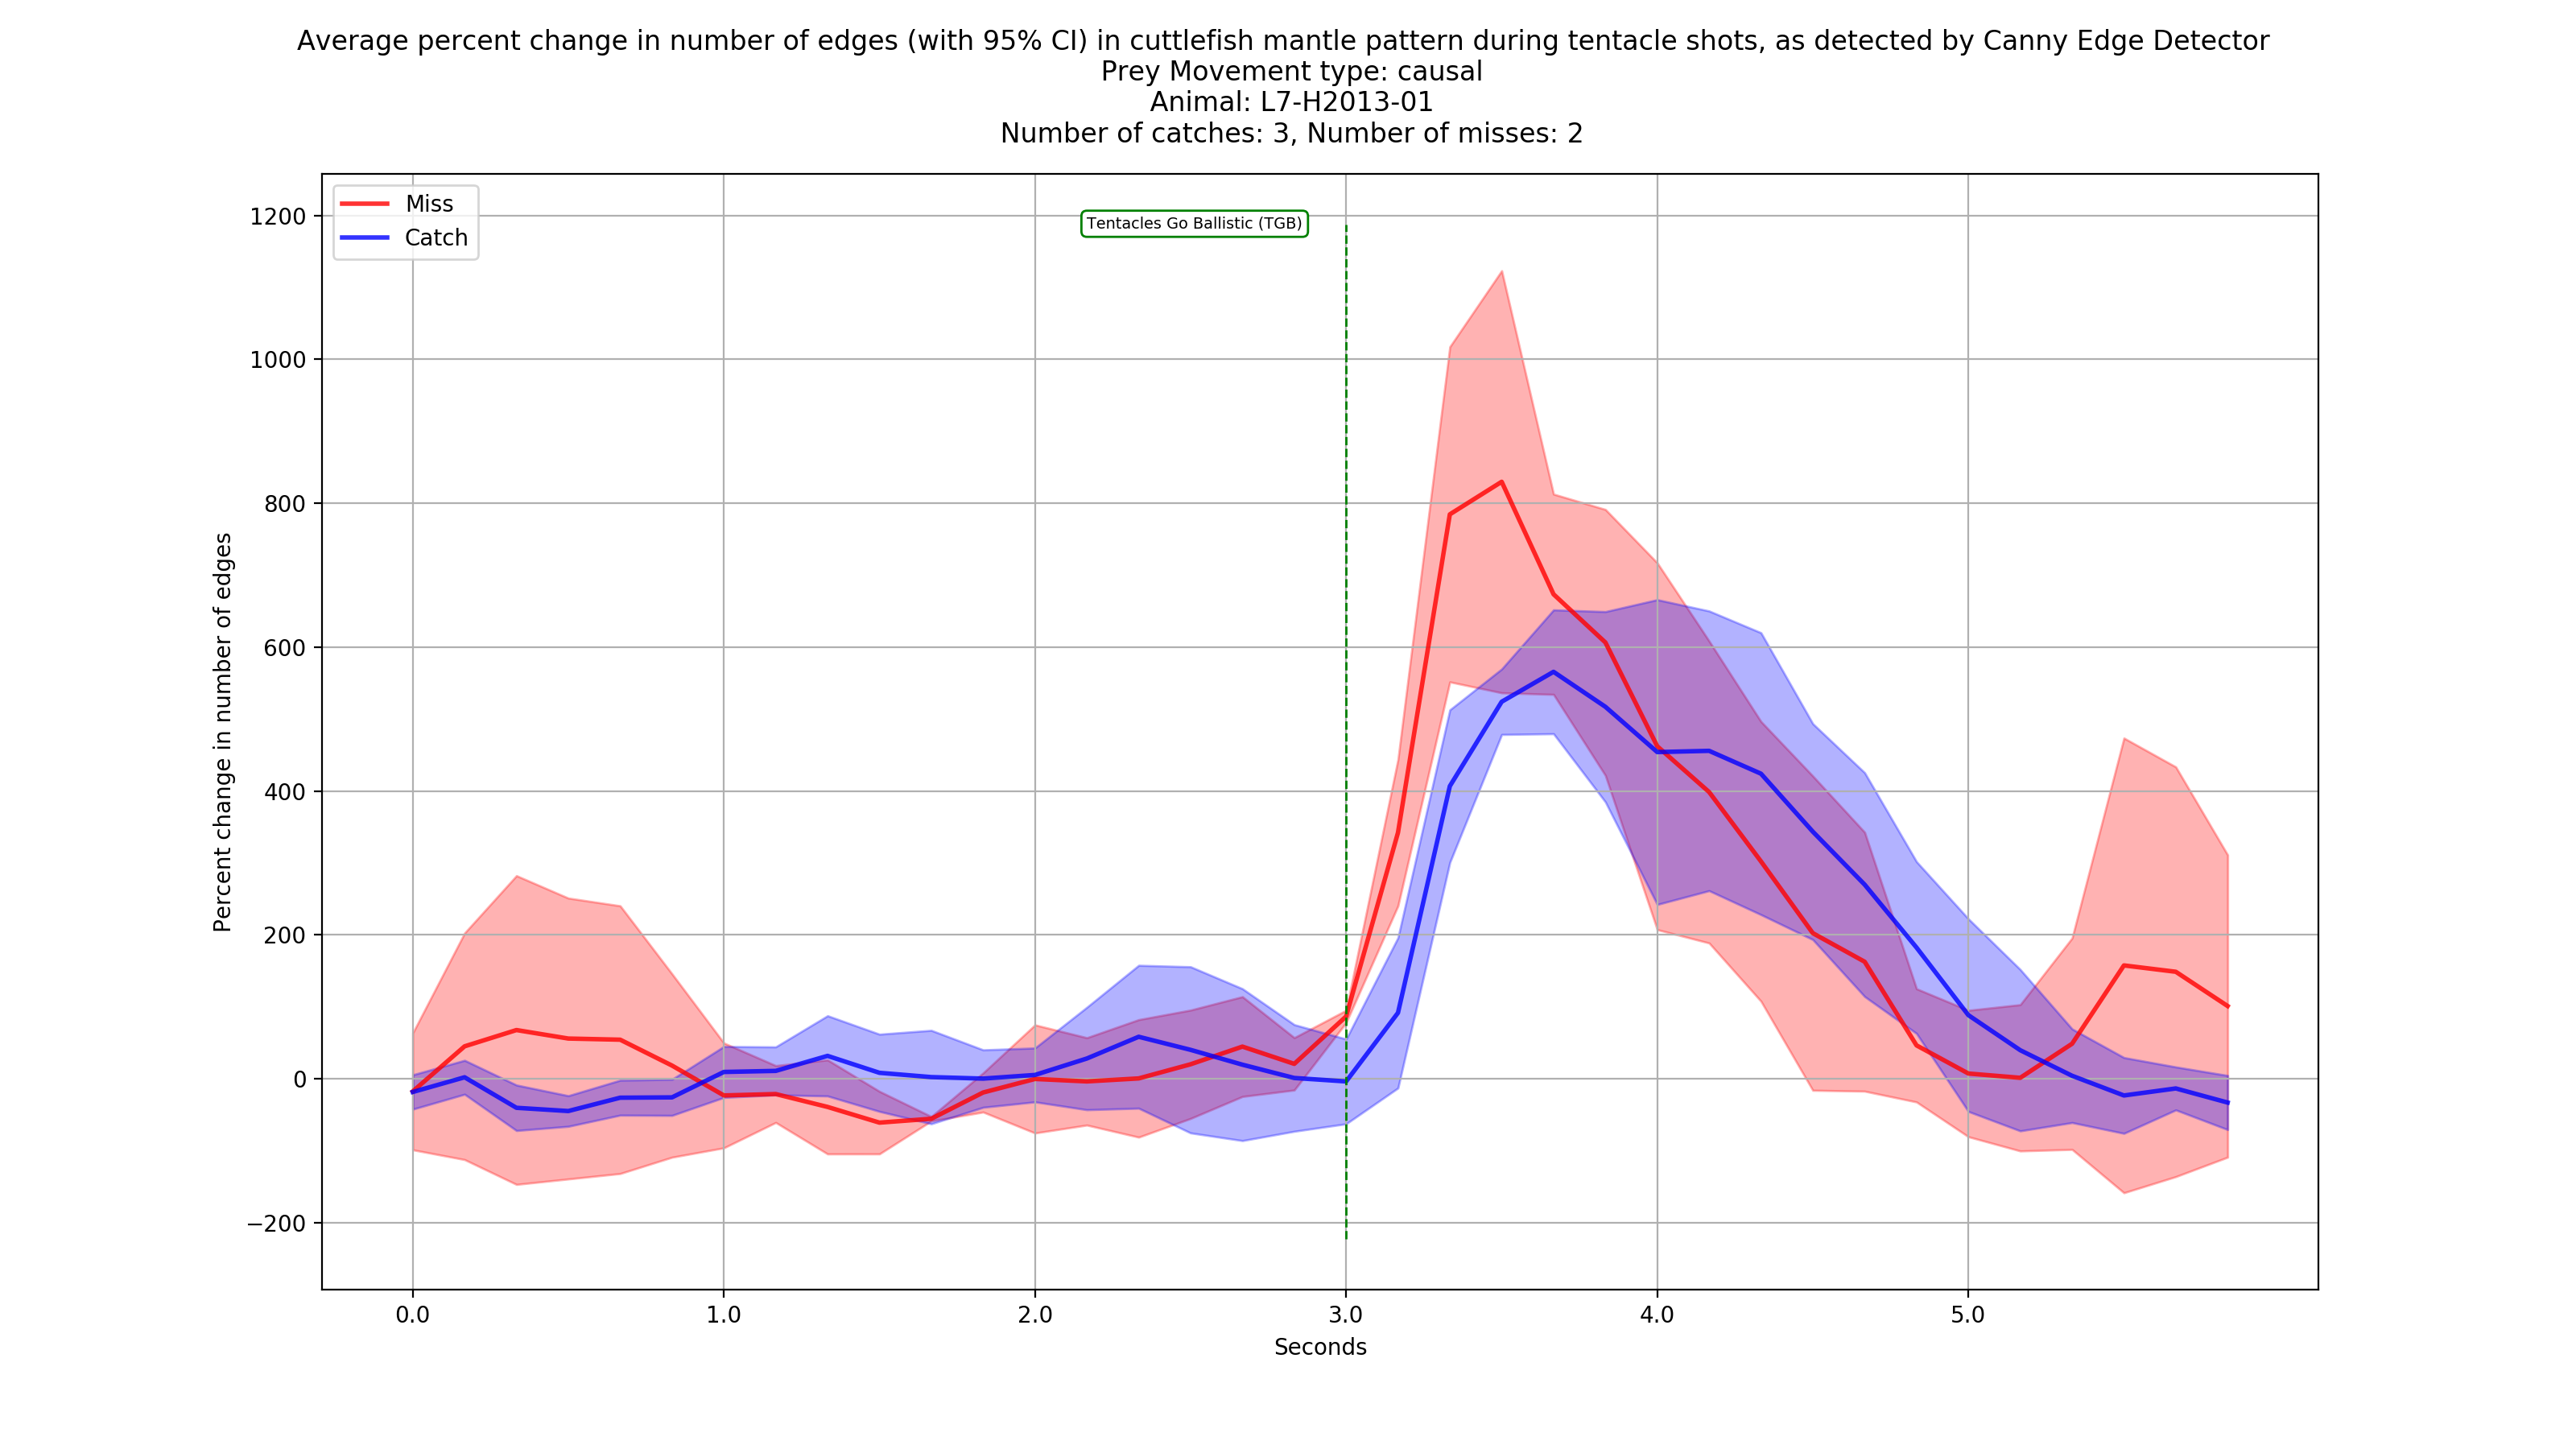 Average percent change in number of edges (with 95% CI) in cuttlefish mantle pattern during tentacle shots, as detected by Canny Edge Detector
Prey Movement type: causal
Animal: L7-H2013-01
Number of catches: 3, Number of misses: 2
Miss
Catch
Tentacles Go Ballistic (TGB)
Percent change in number of edges
1200
1000
800
600
400
200
0
−200
0.0 1.0 2.0 3.0 4.0 5.0
Seconds